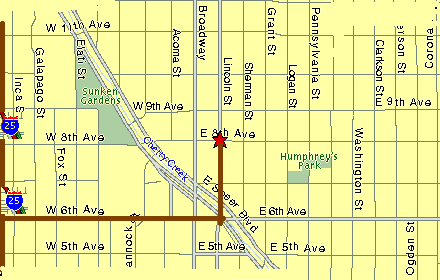 W 11th Ave
Elati St
Galapago St
Inca S
Acoma St
Broadway
Lincoln St
Sherman St
Grant St
Logan St
Pennsylvania St
Clarkson St
erson St
Corona
Sunken
Gardens
W 9th Ave
E 9th Ave
25
W 8th Ave
E 8th Ave
Cherry Creek
Humphrey's
Park
Fox St
Washington St
25
E Speer Blvd
W 6th Ave
E 6th Ave
annock
Ogden St
W 5th Ave
E 5th Ave
E 5th Ave